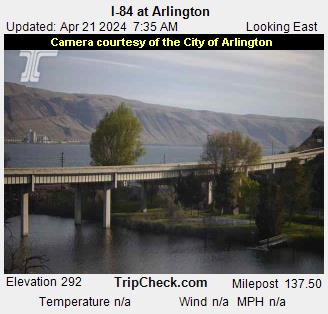 I-84 at Arlington
Updated: Apr 21 2024 7:35 AM Looking East
Camera courtesy of the City of Arlington
Elevation 292 TripCheck.com Milepost 137.50
Temperature n/a Wind n/a MPH n/a